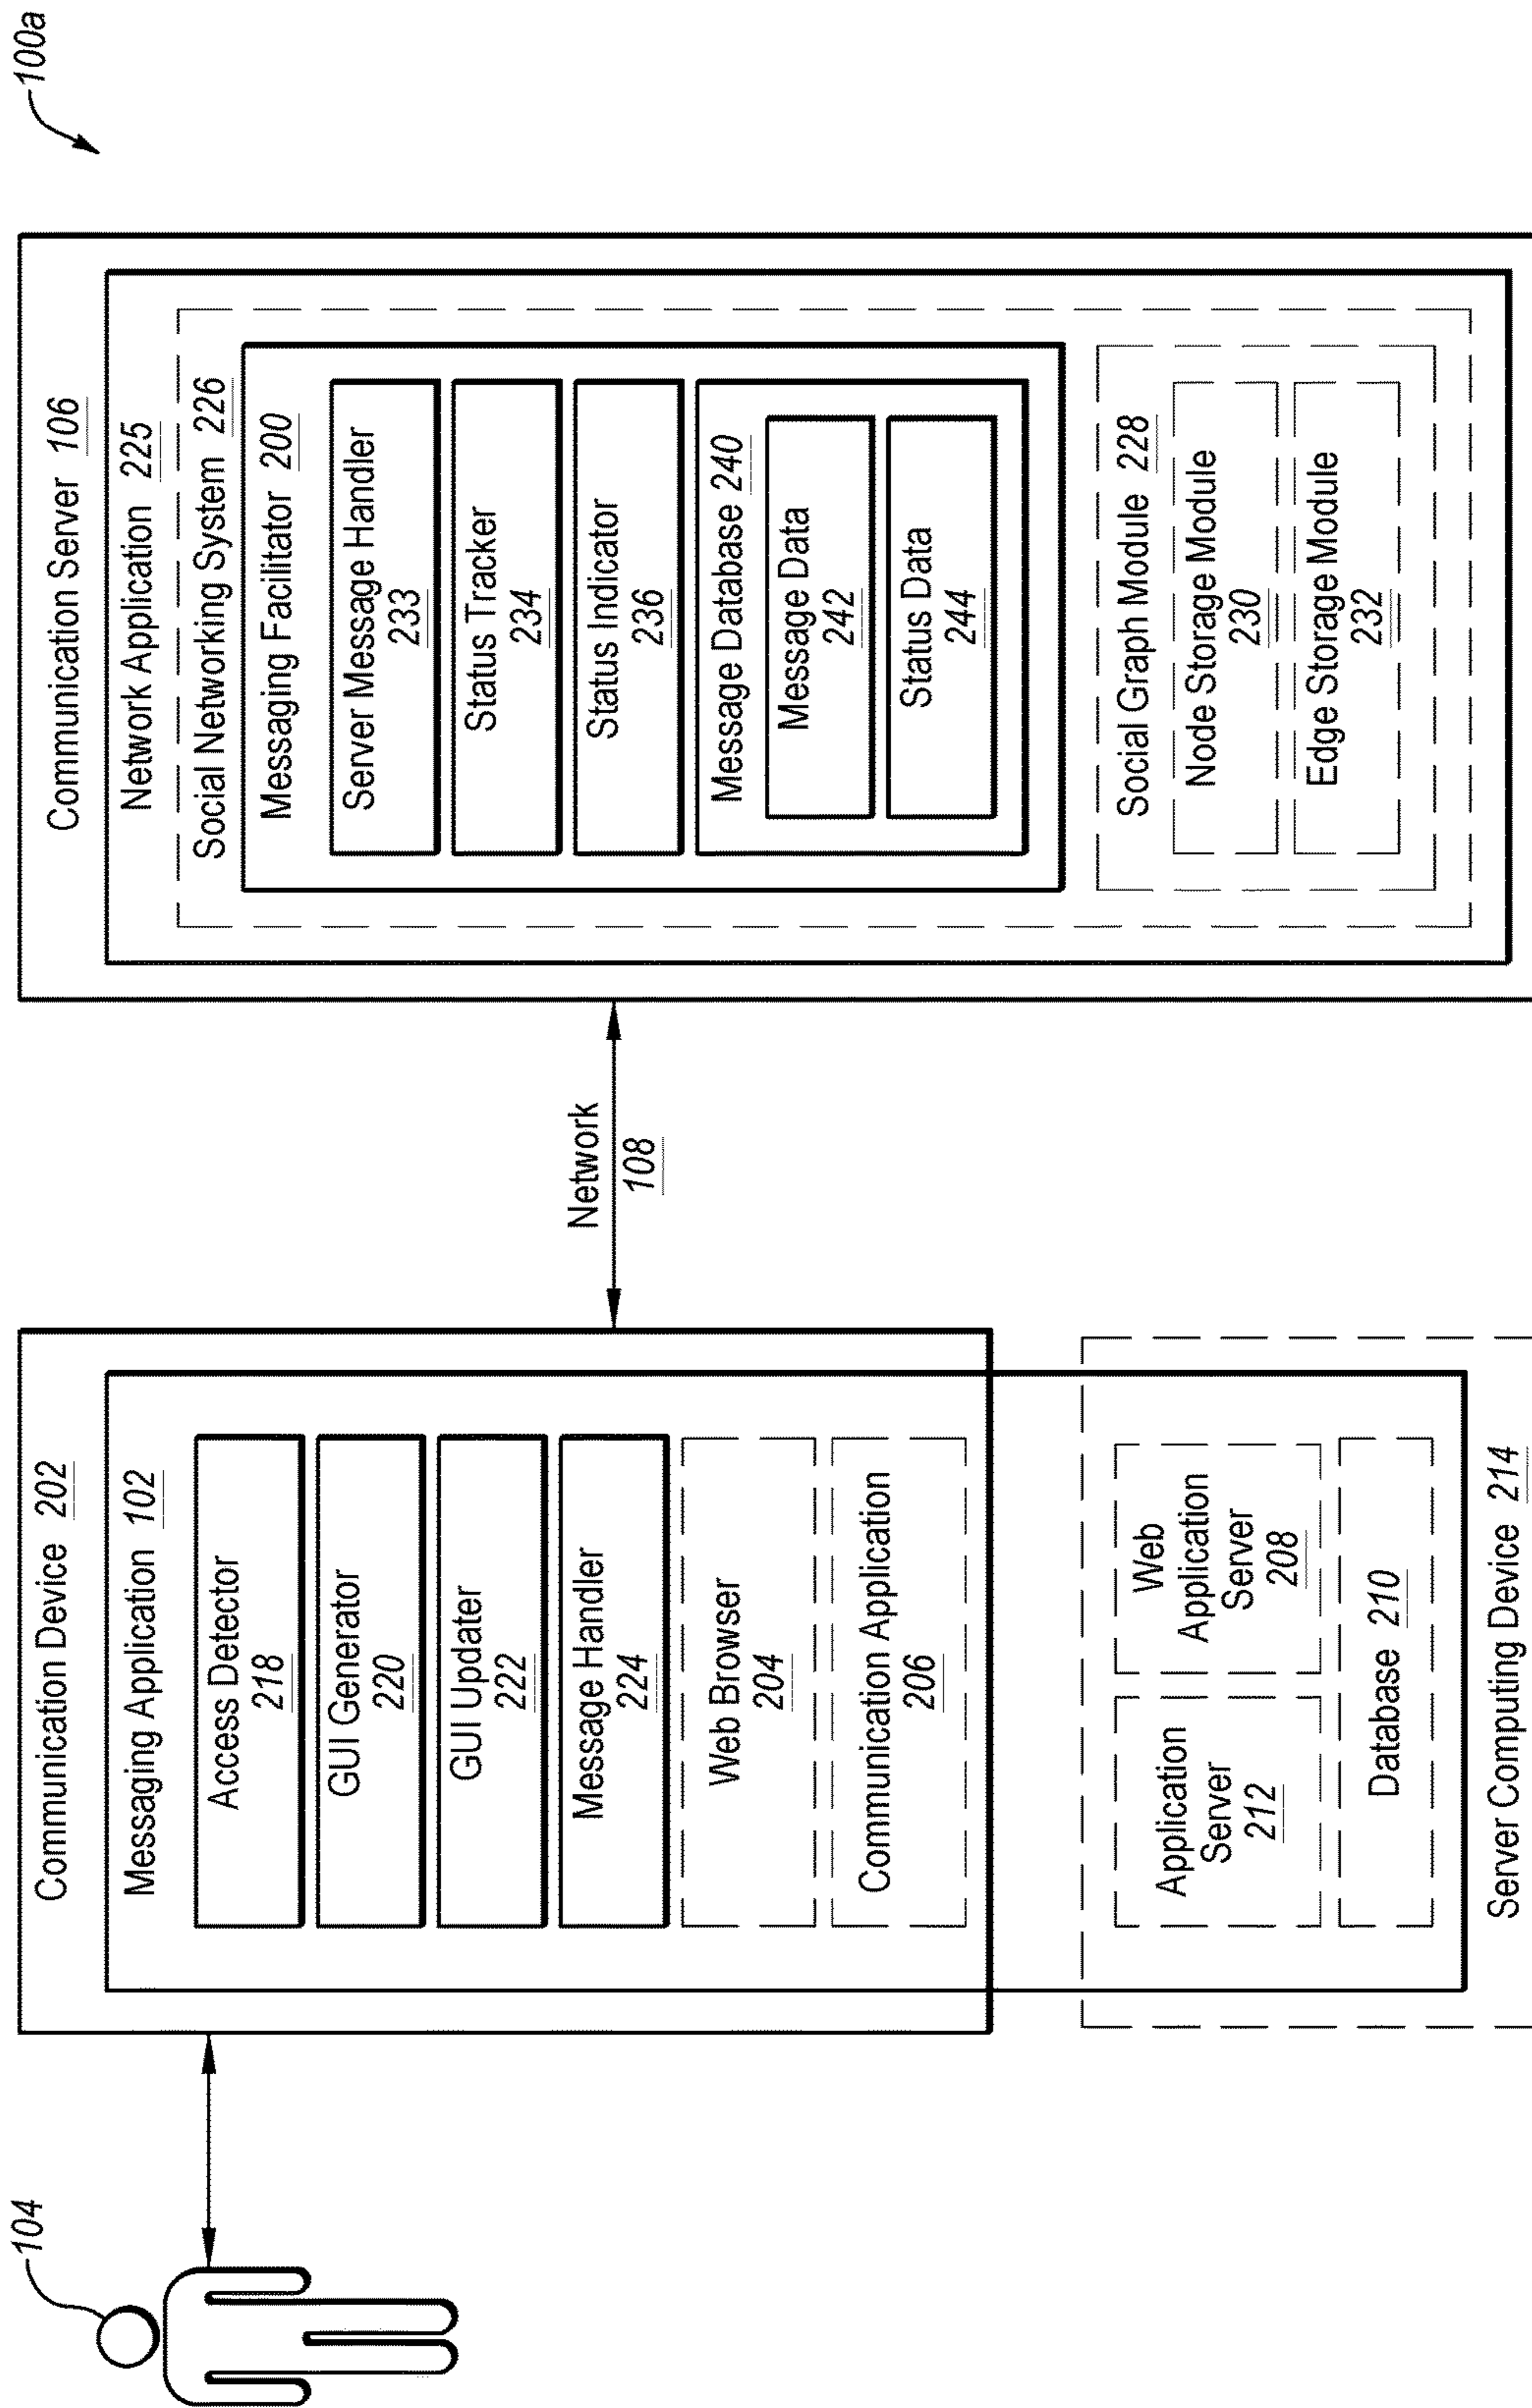 100a
104
Communication Device 202
Messaging Application 102
Access Detector
218
GUI Generator
220
GUI Updater
222
Message Handler
224
Web Browser
204
Communication Application
206
Application
Server
212
Web
Application
Server
208
Database 210
Server Computing Device 214
Network
108
Communication Server 106
Network Application 225
Social Networking System 226
Messaging Facilitator 200
Server Message Handler
233
Status Tracker
234
Status Indicator
236
Message Database 240
Message Data
242
Status Data
244
Social Graph Module 228
Node Storage Module
230
Edge Storage Module
232